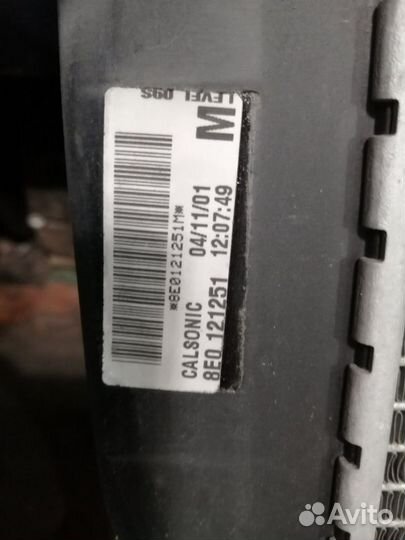 LEVEL 09S
M
*8E0121251M*
CALSONIC 04/11/01
8E0 121251 12:07:49
Avito